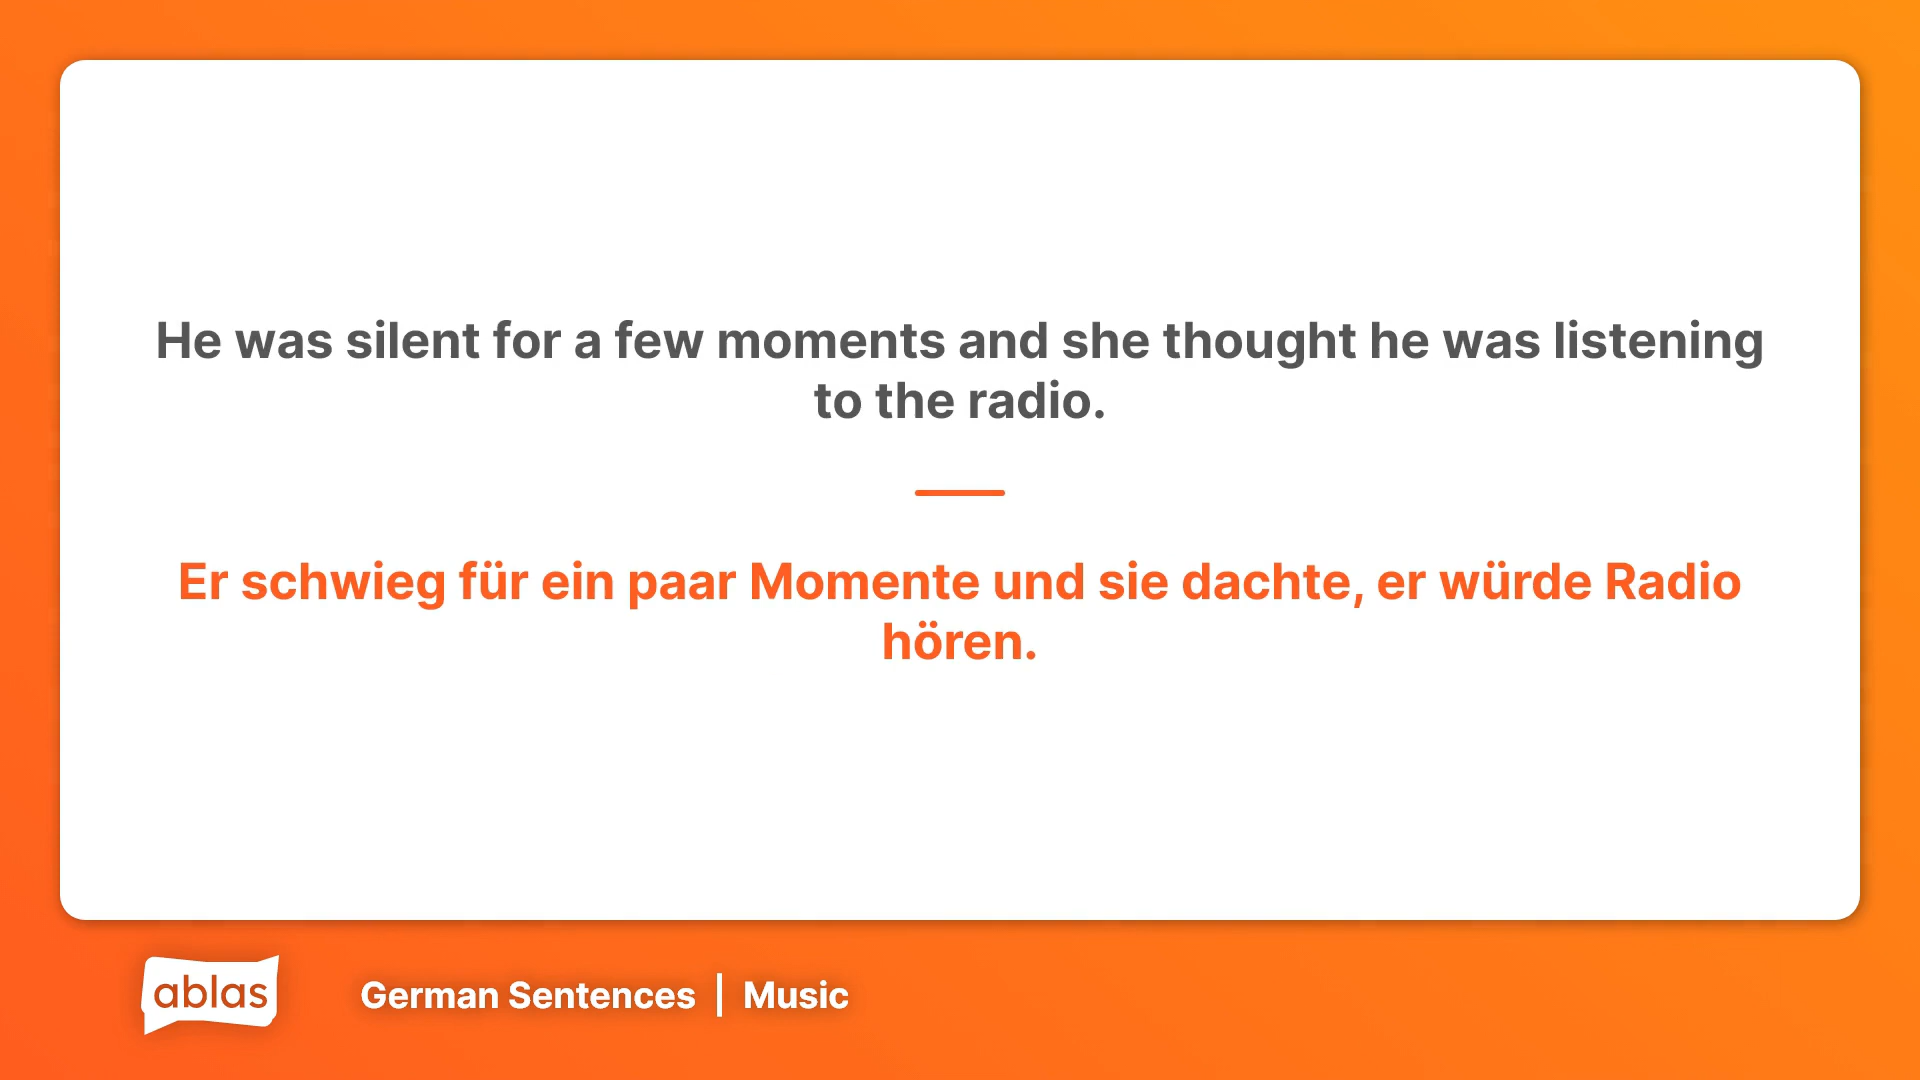 He was silent for a few moments and she thought he was listening
to the radio.
Er schwieg für ein paar Momente und sie dachte, er würde Radio
hören.
ablas
German Sentences | Music